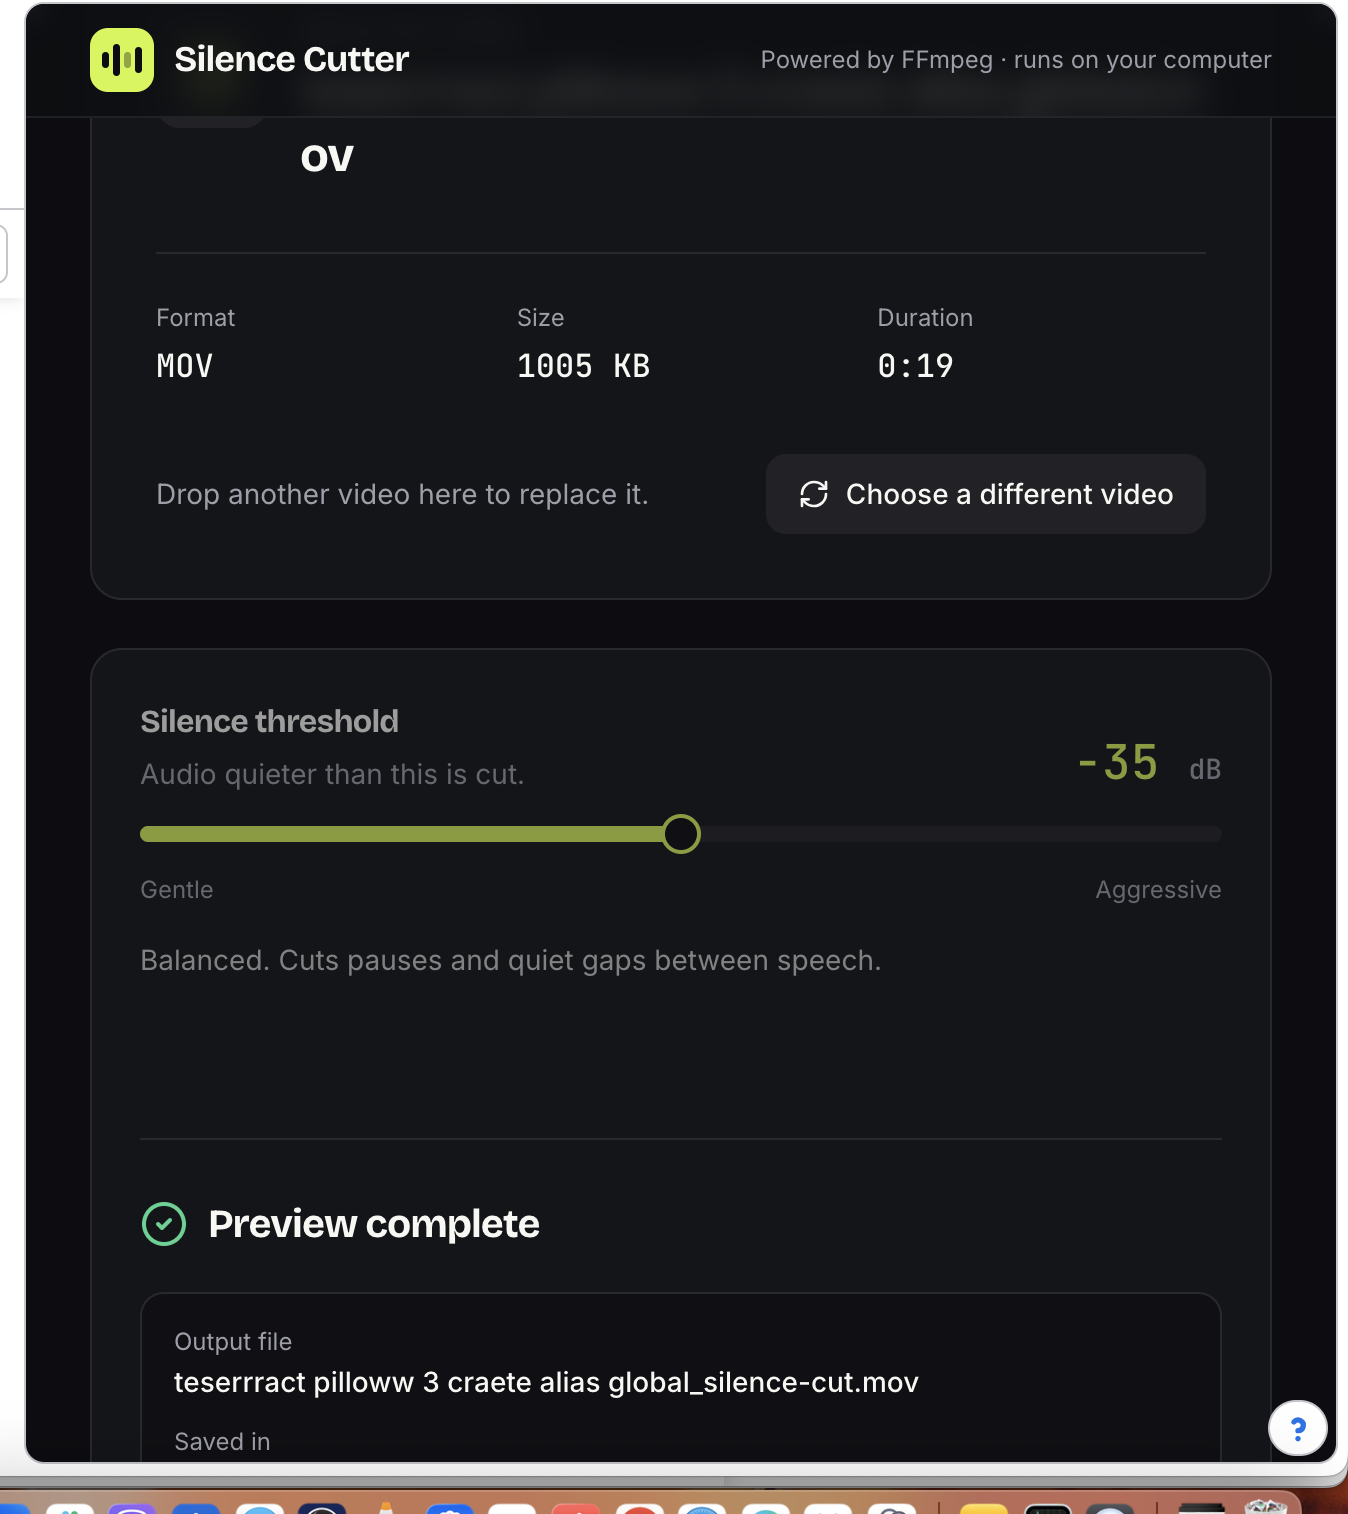 Silence Cutter
Powered by FFmpeg · runs on your computer
ov
Format
Size
Duration
MOV
1005 KB
0:19
Drop another video here to replace it.
Choose a different video
Silence threshold
Audio quieter than this is cut.
-35 dB
Gentle
Aggressive
Balanced. Cuts pauses and quiet gaps between speech.
Preview complete
Output file
teserrract pilloww 3 craete alias global_silence-cut.mov
Saved in
?